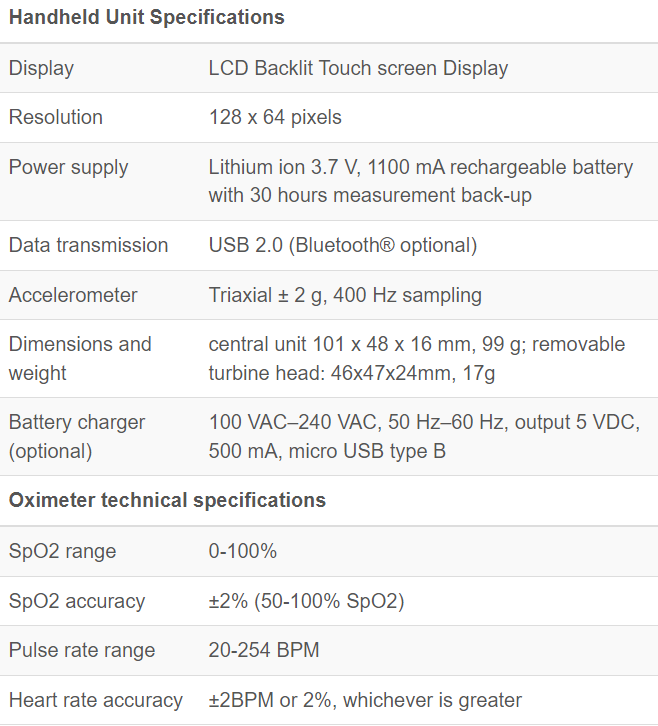 Handheld Unit Specifications
Display LCD Backlit Touch screen Display
Resolution 128 x 64 pixels
Power supply Lithium ion 3.7 V, 1100 mA rechargeable battery
with 30 hours measurement back-up
Data transmission USB 2.0 (Bluetooth® optional)
Accelerometer Triaxial ± 2 g, 400 Hz sampling
Dimensions and central unit 101 x 48 x 16 mm, 99 g; removable
weight turbine head: 46x47x24mm, 17g
Battery charger 100 VAC–240 VAC, 50 Hz–60 Hz, output 5 VDC,
(optional) 500 mA, micro USB type B
Oximeter technical specifications
SpO2 range 0-100%
SpO2 accuracy ±2% (50-100% SpO2)
Pulse rate range 20-254 BPM
Heart rate accuracy ±2BPM or 2%, whichever is greater